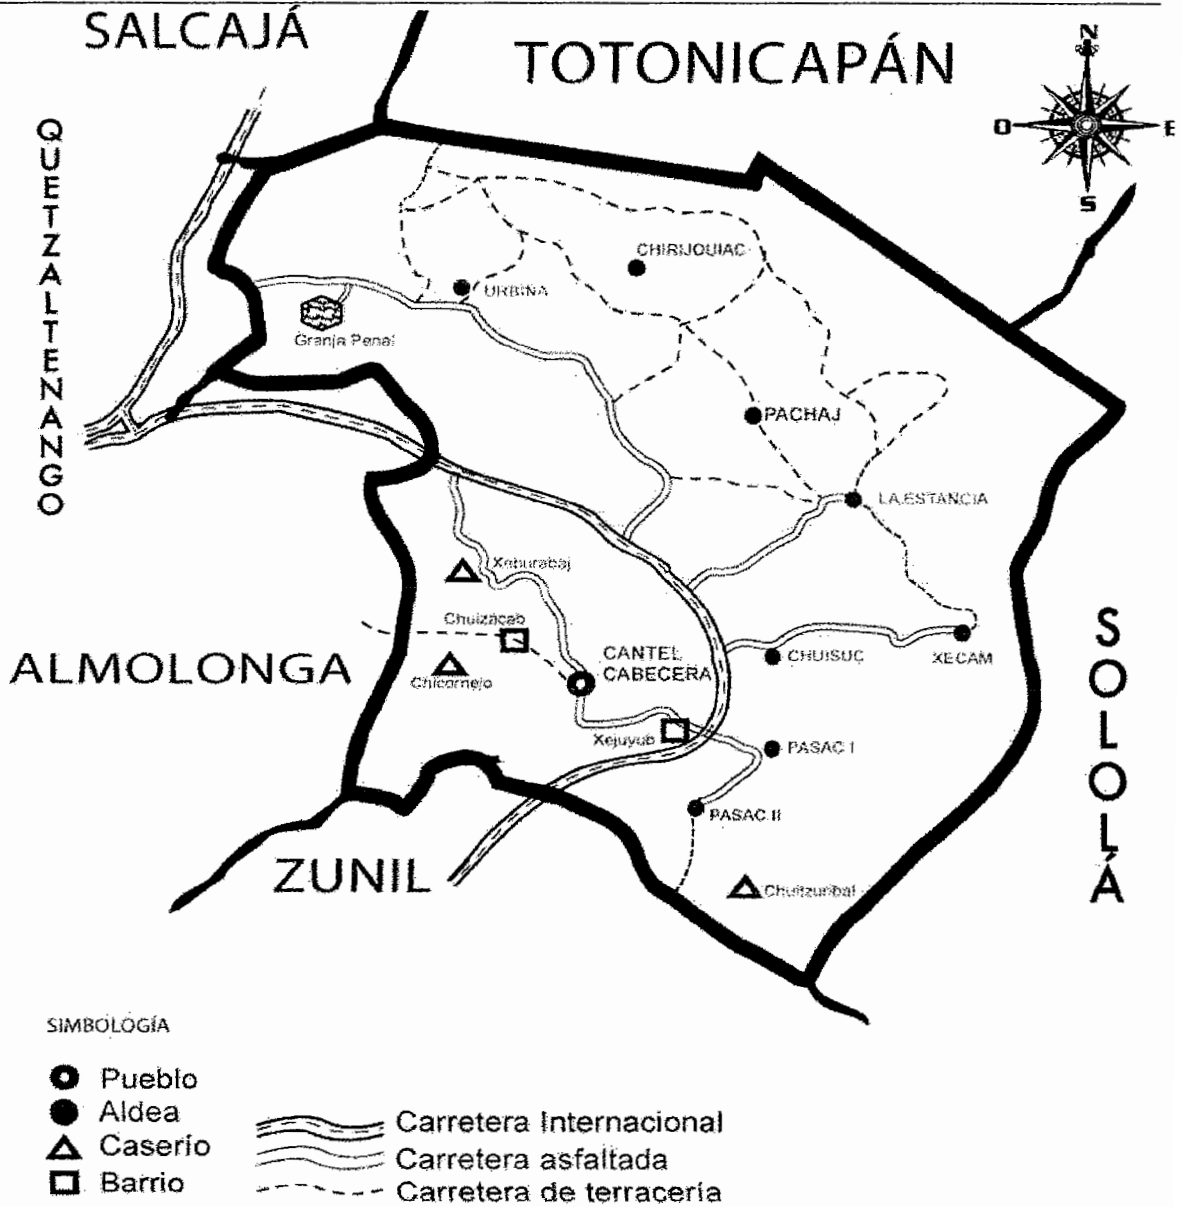 SALCAJÁ
TOTONICAPÁN
N
O
E
S
QUETZALTENANGO
CHIRIJOUIAC
URBINA
Granja Penal
PACHAJ
LA ESTANCIA
Xeburabaj
Chuizacab
CANTEL
CABECERA
CHUISUC
XECAM
ALMOLONGA
Chicornejo
Xejuyub
PASAC I
SOLOLÁ
PASAC II
ZUNIL
Chuitzuribal
SIMBOLOGÍA
Pueblo
Aldea
Caserío
Barrio
Carretera Internacional
Carretera asfaltada
Carretera de terracería